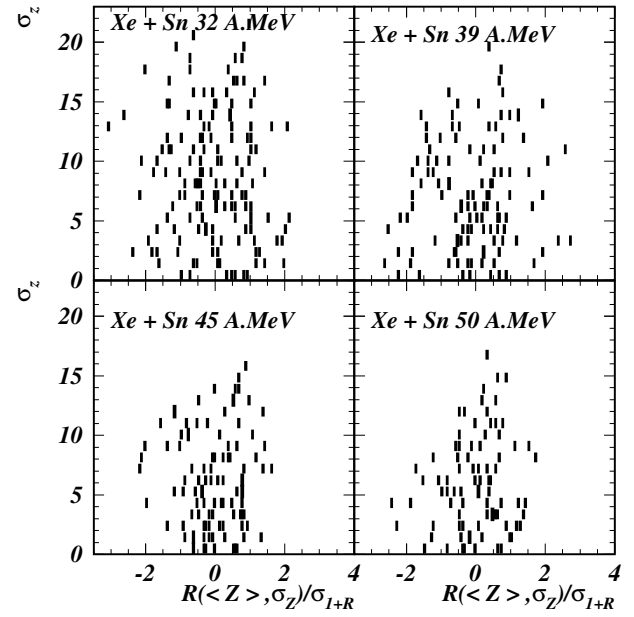 σz
Xe + Sn 32 A.MeV
Xe + Sn 39 A.MeV
20
15
10
5
0
σz
Xe + Sn 45 A.MeV
Xe + Sn 50 A.MeV
20
15
10
5
0
-2 0 2 4 -2 0 2 4
R(< Z >,σZ)/σ1+R R(< Z >,σZ)/σ1+R